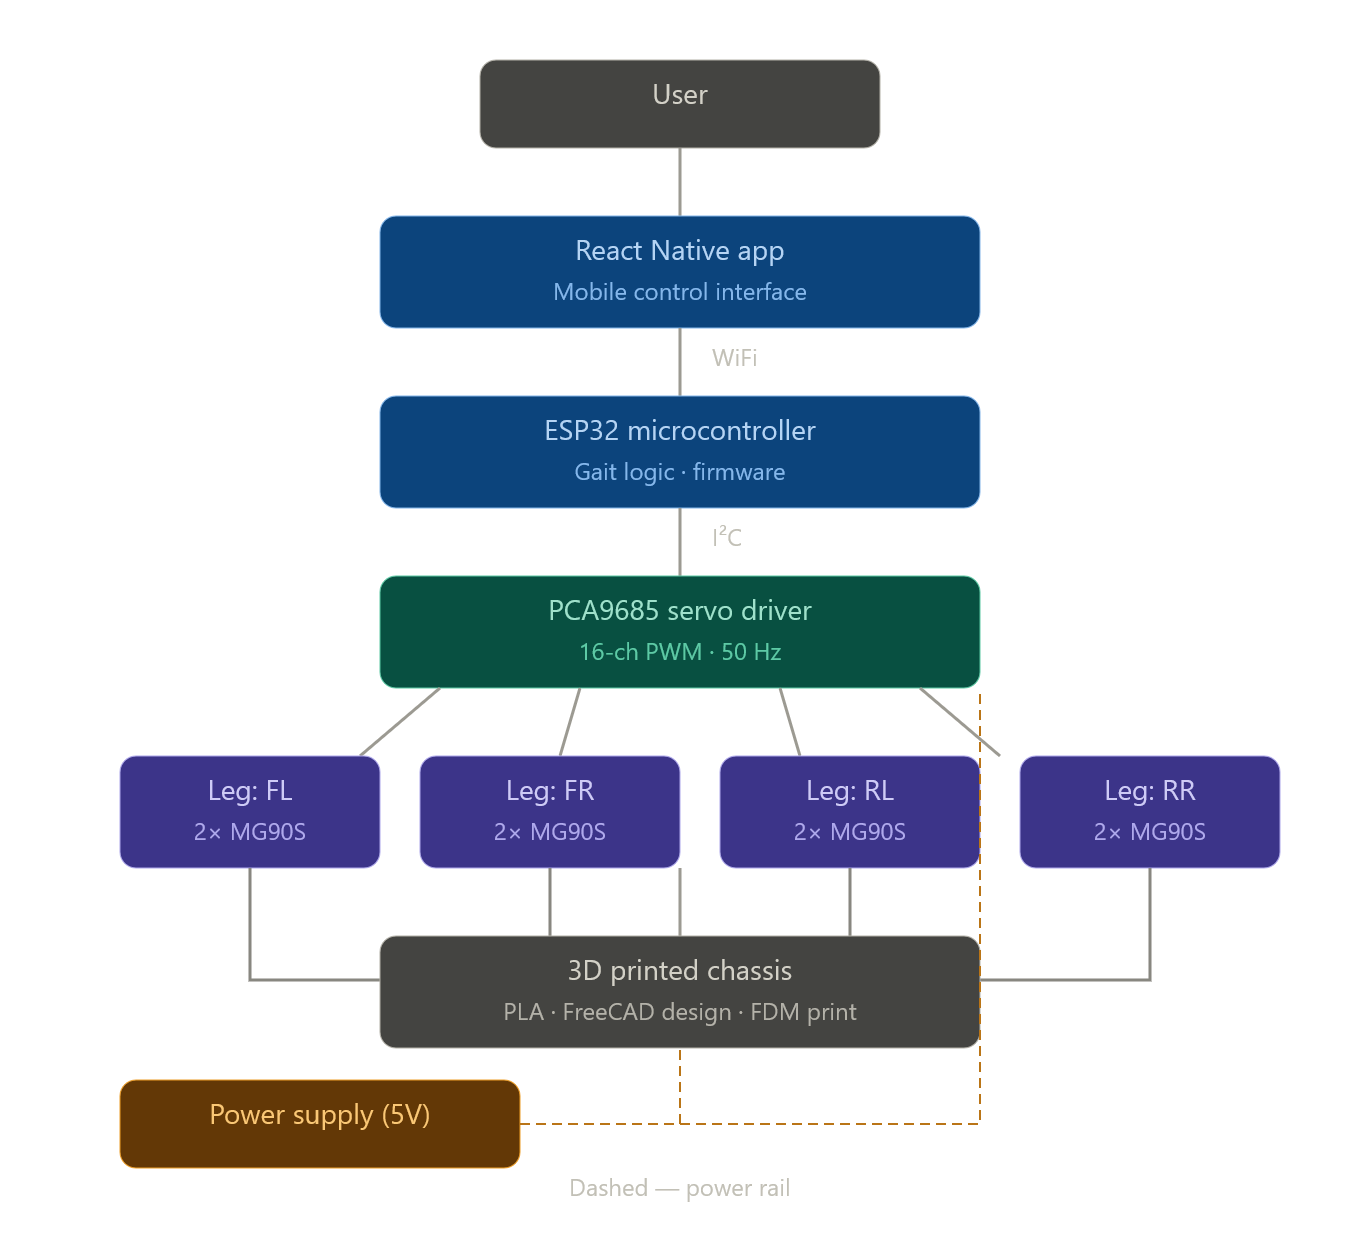 User
React Native app
Mobile control interface
WiFi
ESP32 microcontroller
Gait logic · firmware
I²C
PCA9685 servo driver
16-ch PWM · 50 Hz
Leg: FL
2× MG90S
Leg: FR
2× MG90S
Leg: RL
2× MG90S
Leg: RR
2× MG90S
3D printed chassis
PLA · FreeCAD design · FDM print
Power supply (5V)
Dashed — power rail